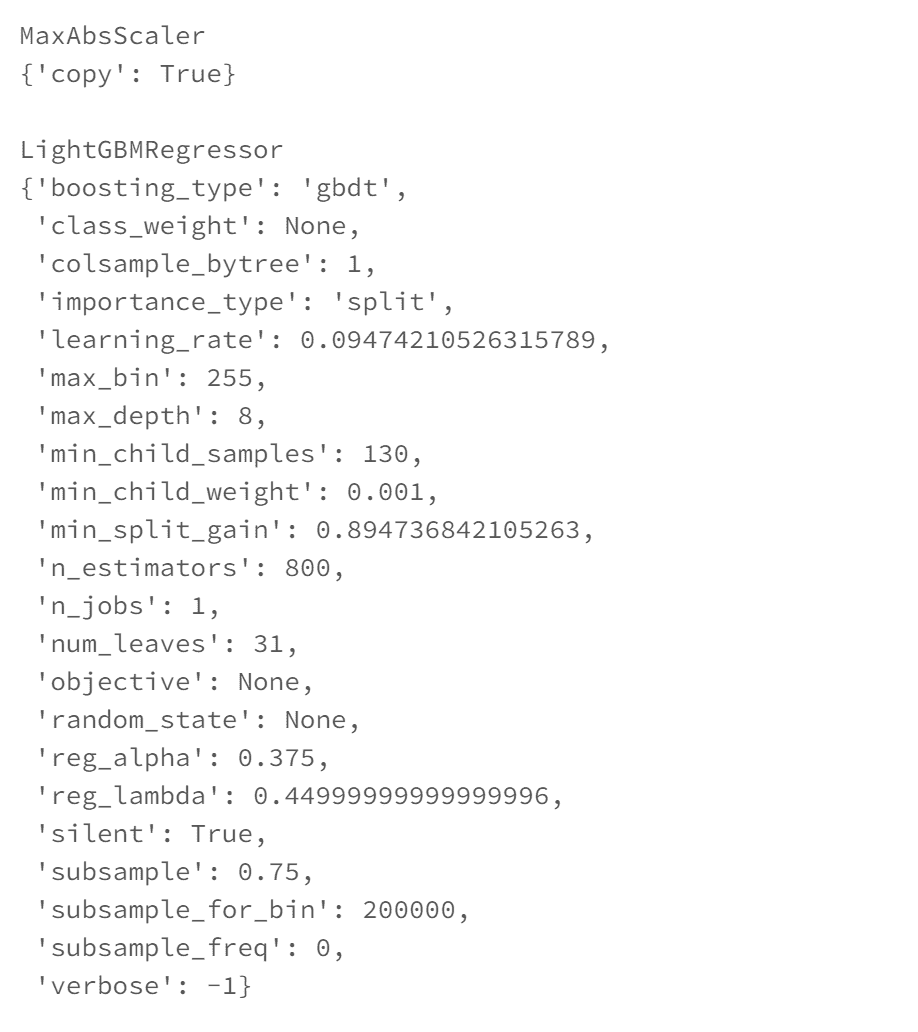 MaxAbsScaler
{'copy': True}
LightGBMRegressor
{'boosting_type': 'gbdt',
'class_weight': None,
'colsample_bytree': 1,
'importance_type': 'split',
'learning_rate': 0.09474210526315789,
'max_bin': 255,
'max_depth': 8,
'min_child_samples': 130,
'min_child_weight': 0.001,
'min_split_gain': 0.894736842105263,
'n_estimators': 800,
'n_jobs': 1,
'num_leaves': 31,
'objective': None,
'random_state': None,
'reg_alpha': 0.375,
'reg_lambda': 0.44999999999999996,
'silent': True,
'subsample': 0.75,
'subsample_for_bin': 200000,
'subsample_freq': 0,
'verbose': -1}